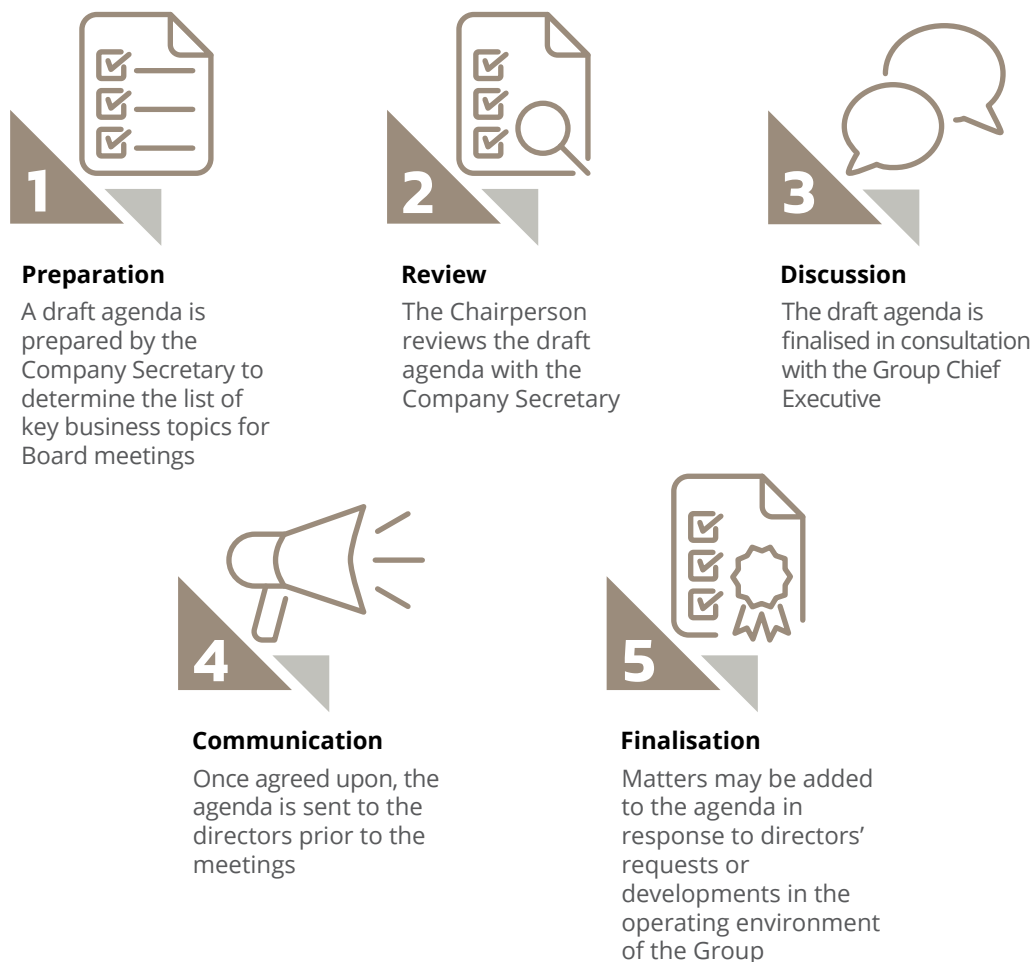 1
Preparation
A draft agenda is
prepared by the
Company Secretary to
determine the list of
key business topics for
Board meetings
2
Review
The Chairperson
reviews the draft
agenda with the
Company Secretary
3
Discussion
The draft agenda is
finalised in consultation
with the Group Chief
Executive
4
Communication
Once agreed upon, the
agenda is sent to the
directors prior to the
meetings
5
Finalisation
Matters may be added
to the agenda in
response to directors’
requests or
developments in the
operating environment
of the Group